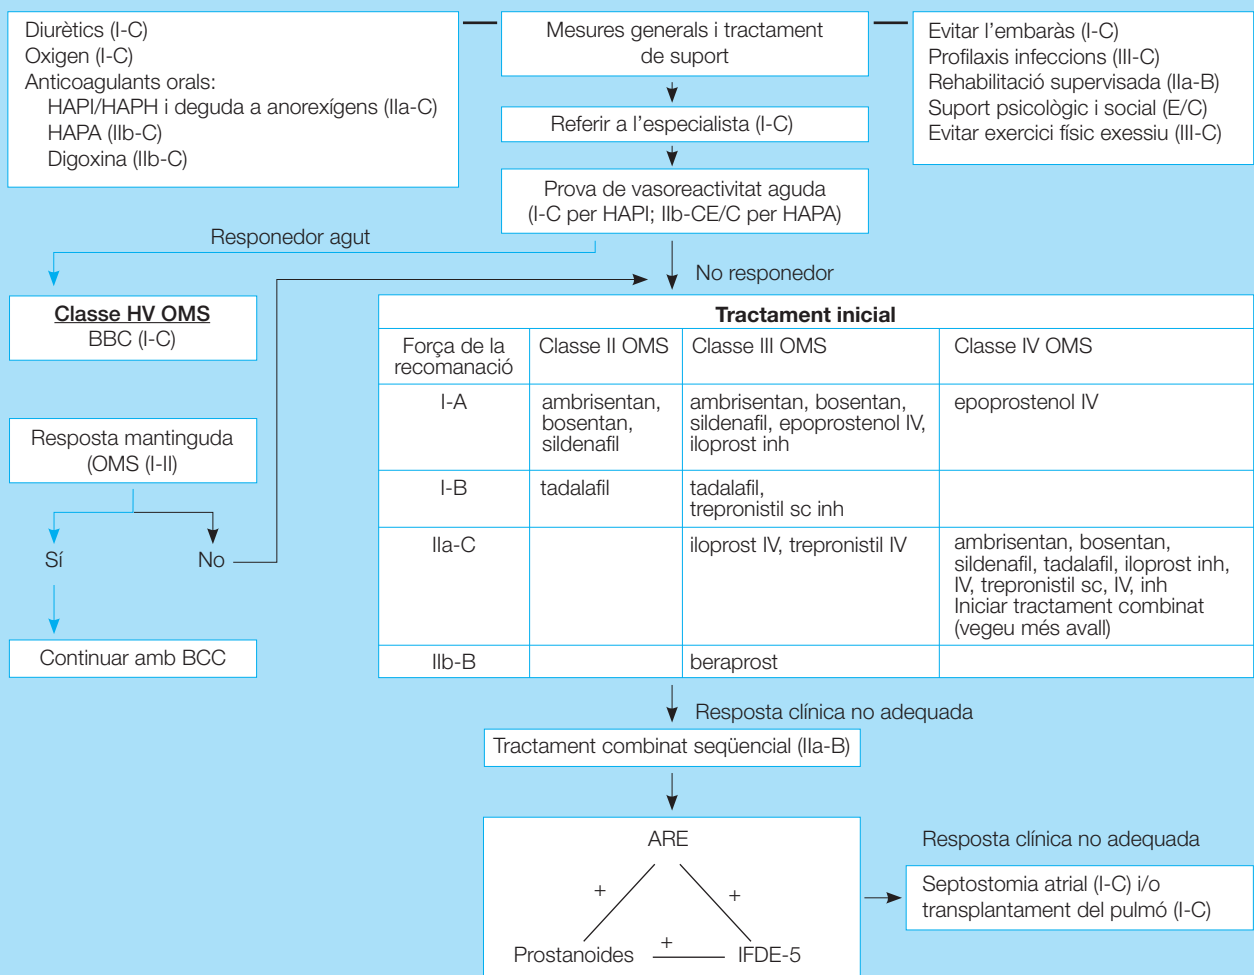 Diürètics (I-C)
Oxigen (I-C)
Anticoagulants orals:
HAPI/HAPH i deguda a anorexígens (IIa-C)
HAPA (IIb-C)
Digoxina (IIb-C)
Mesures generals i tractament
de suport
Evitar l’embaràs (I-C)
Profilaxis infeccions (III-C)
Rehabilitació supervisada (IIa-B)
Suport psicològic i social (E/C)
Evitar exercici físic exessiu (III-C)
Referir a l’especialista (I-C)
Prova de vasoreactivitat aguda
(I-C per HAPI; IIb-CE/C per HAPA)
Responedor agut
No responedor
Classe HV OMS
BBC (I-C)
Resposta mantinguda
(OMS (I-II)
Sí
No
Continuar amb BCC
Tractament inicial
Força de la
recomanació
Classe II OMS
Classe III OMS
Classe IV OMS
I-A
ambrisentan,
bosentan,
sildenafil
ambrisentan, bosentan,
sildenafil, epoprostenol IV,
iloprost inh
epoprostenol IV
I-B
tadalafil
tadalafil,
trepronistil sc inh
IIa-C
iloprost IV, trepronistil IV
ambrisentan, bosentan,
sildenafil, tadalafil, iloprost inh,
IV, trepronistil sc, IV, inh
Iniciar tractament combinat
(vegeu més avall)
IIb-B
beraprost
Resposta clínica no adequada
Tractament combinat seqüencial (IIa-B)
ARE
+
+
Prostanoides
+
IFDE-5
Resposta clínica no adequada
Septostomia atrial (I-C) i/o
transplantament del pulmó (I-C)